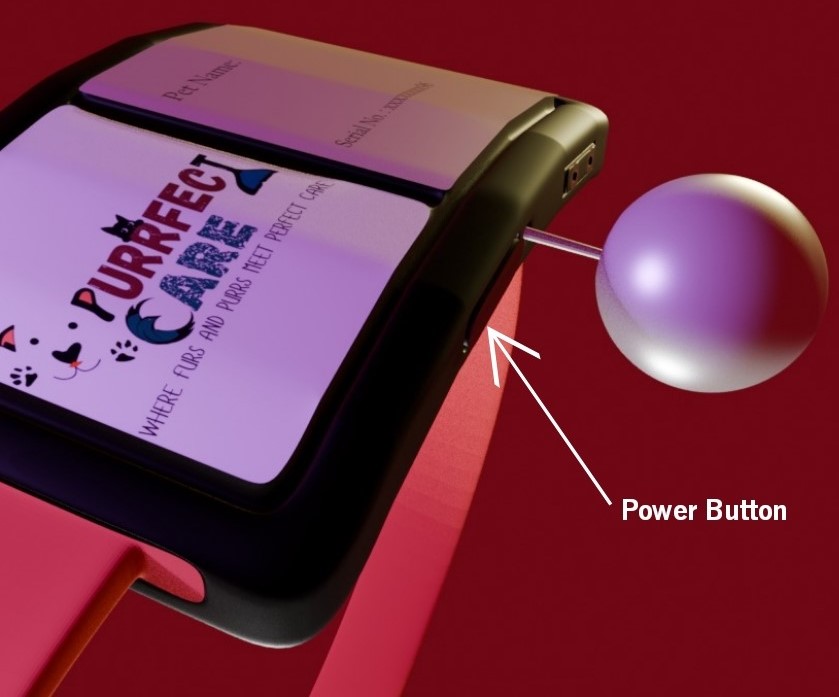 Pet Name:
Serial No.:
PURRFECT
CARE
WHERE FURS AND PURRS MEET PERFECT CARE
Power Button